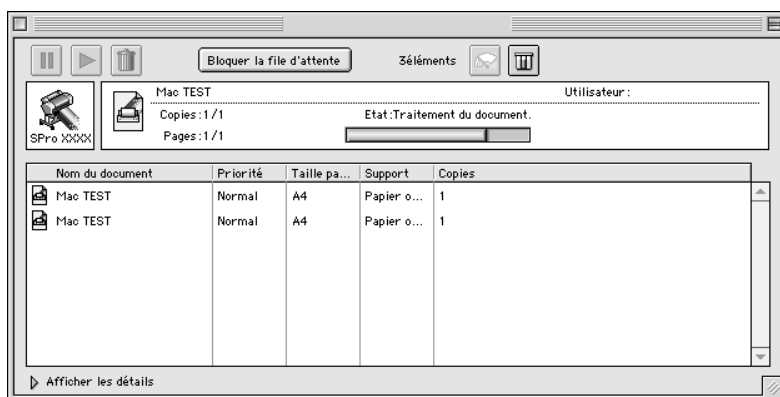 Bloquer la file d'attente 3éléments
Mac TEST Utilisateur:
Copies:1/1 Etat:Traitement du document.
SPro XXXX Pages:1/1
Nom du document Priorité Taille pa... Support Copies
Mac TEST Normal A4 Papier o... 1
Mac TEST Normal A4 Papier o... 1
Afficher les détails